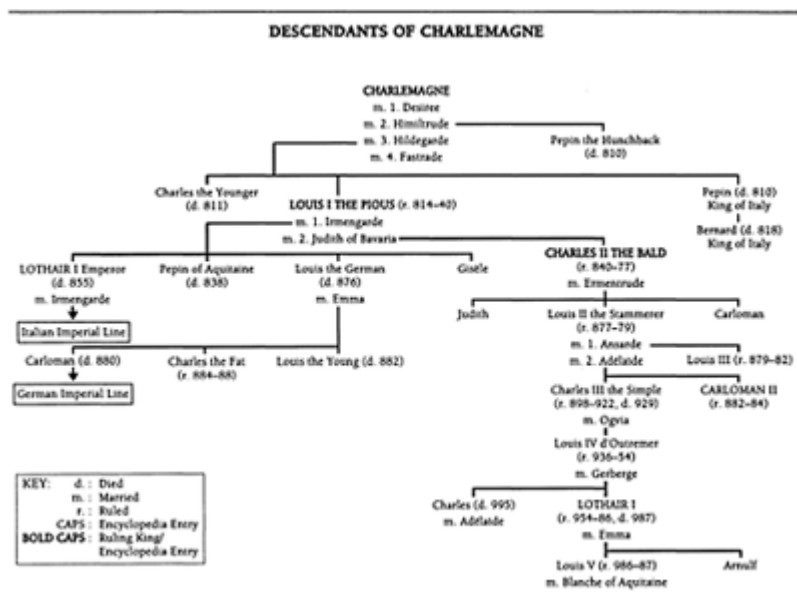 DESCENDANTS OF CHARLEMAGNE
CHARLEMAGNE
m. 1. Desiree
m. 2. Himiltrude
m. 3. Hildegarde
m. 4. Fastrade
Pepin the Hunchback
(d. 810)
Charles the Younger
(d. 811)
LOUIS I THE PIOUS (r. 814–40)
m. 1. Irmengarde
m. 2. Judith of Bavaria
Pepin (d. 810)
King of Italy
Bernard (d. 818)
King of Italy
LOTHAIR I Emperor
(d. 855)
m. Irmengarde
Italian Imperial Line
Pepin of Aquitaine
(d. 838)
Louis the German
(d. 876)
m. Emma
Gisèle
CHARLES II THE BALD
(r. 840–77)
m. Ermentrude
Judith
Louis II the Stammerer
(r. 877–79)
m. 1. Ansarde
m. 2. Adélaïde
Carloman
Louis III (r. 879–82)
Carloman (d. 880)
German Imperial Line
Charles the Fat
(r. 884–88)
Louis the Young (d. 882)
Charles III the Simple
(r. 898–922, d. 929)
m. Ogvia
CARLOMAN II
(r. 882–84)
Louis IV d'Outremer
(r. 936–54)
m. Gerberge
Charles (d. 995)
m. Adélaïde
LOTHAIR I
(r. 954–86, d. 987)
m. Emma
Louis V (r. 986–87)
m. Blanche of Aquitaine
Arnulf
KEY: d. : Died
m. : Married
r. : Ruled
CAPS : Encyclopedia Entry
BOLD CAPS : Ruling King/
Encyclopedia Entry